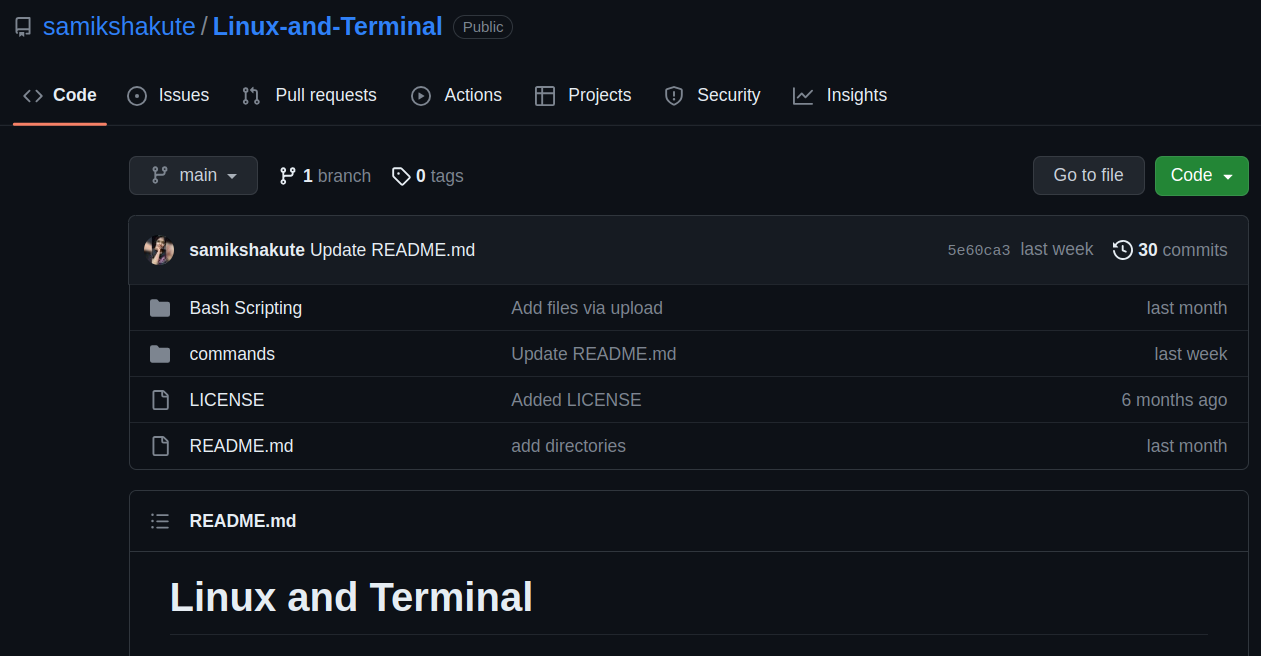 samikshakute / Linux-and-Terminal Public
Code Issues Pull requests Actions Projects Security Insights
main 1 branch 0 tags Go to file Code
samikshakute Update README.md 5e60ca3 last week 30 commits
Bash Scripting Add files via upload last month
commands Update README.md last week
LICENSE Added LICENSE 6 months ago
README.md add directories last month
README.md
Linux and Terminal